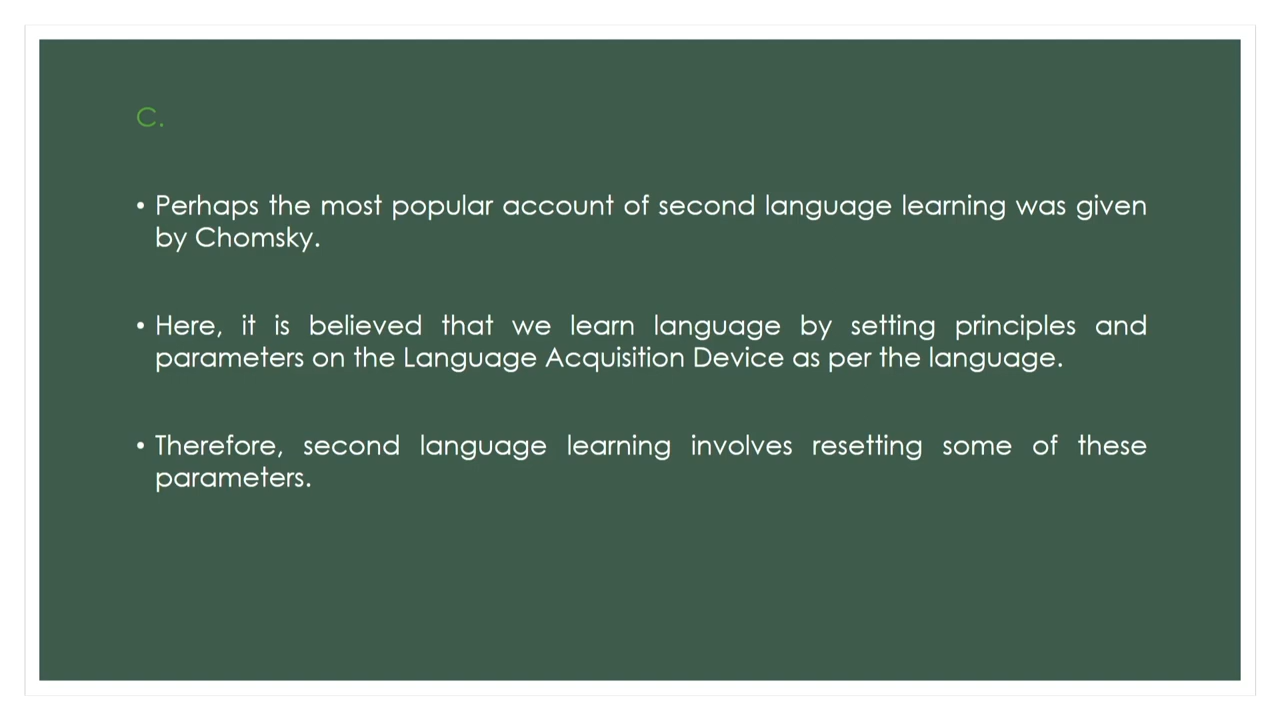 C.
• Perhaps the most popular account of second language learning was given
by Chomsky.
• Here, it is believed that we learn language by setting principles and
parameters on the Language Acquisition Device as per the language.
• Therefore, second language learning involves resetting some of these
parameters.